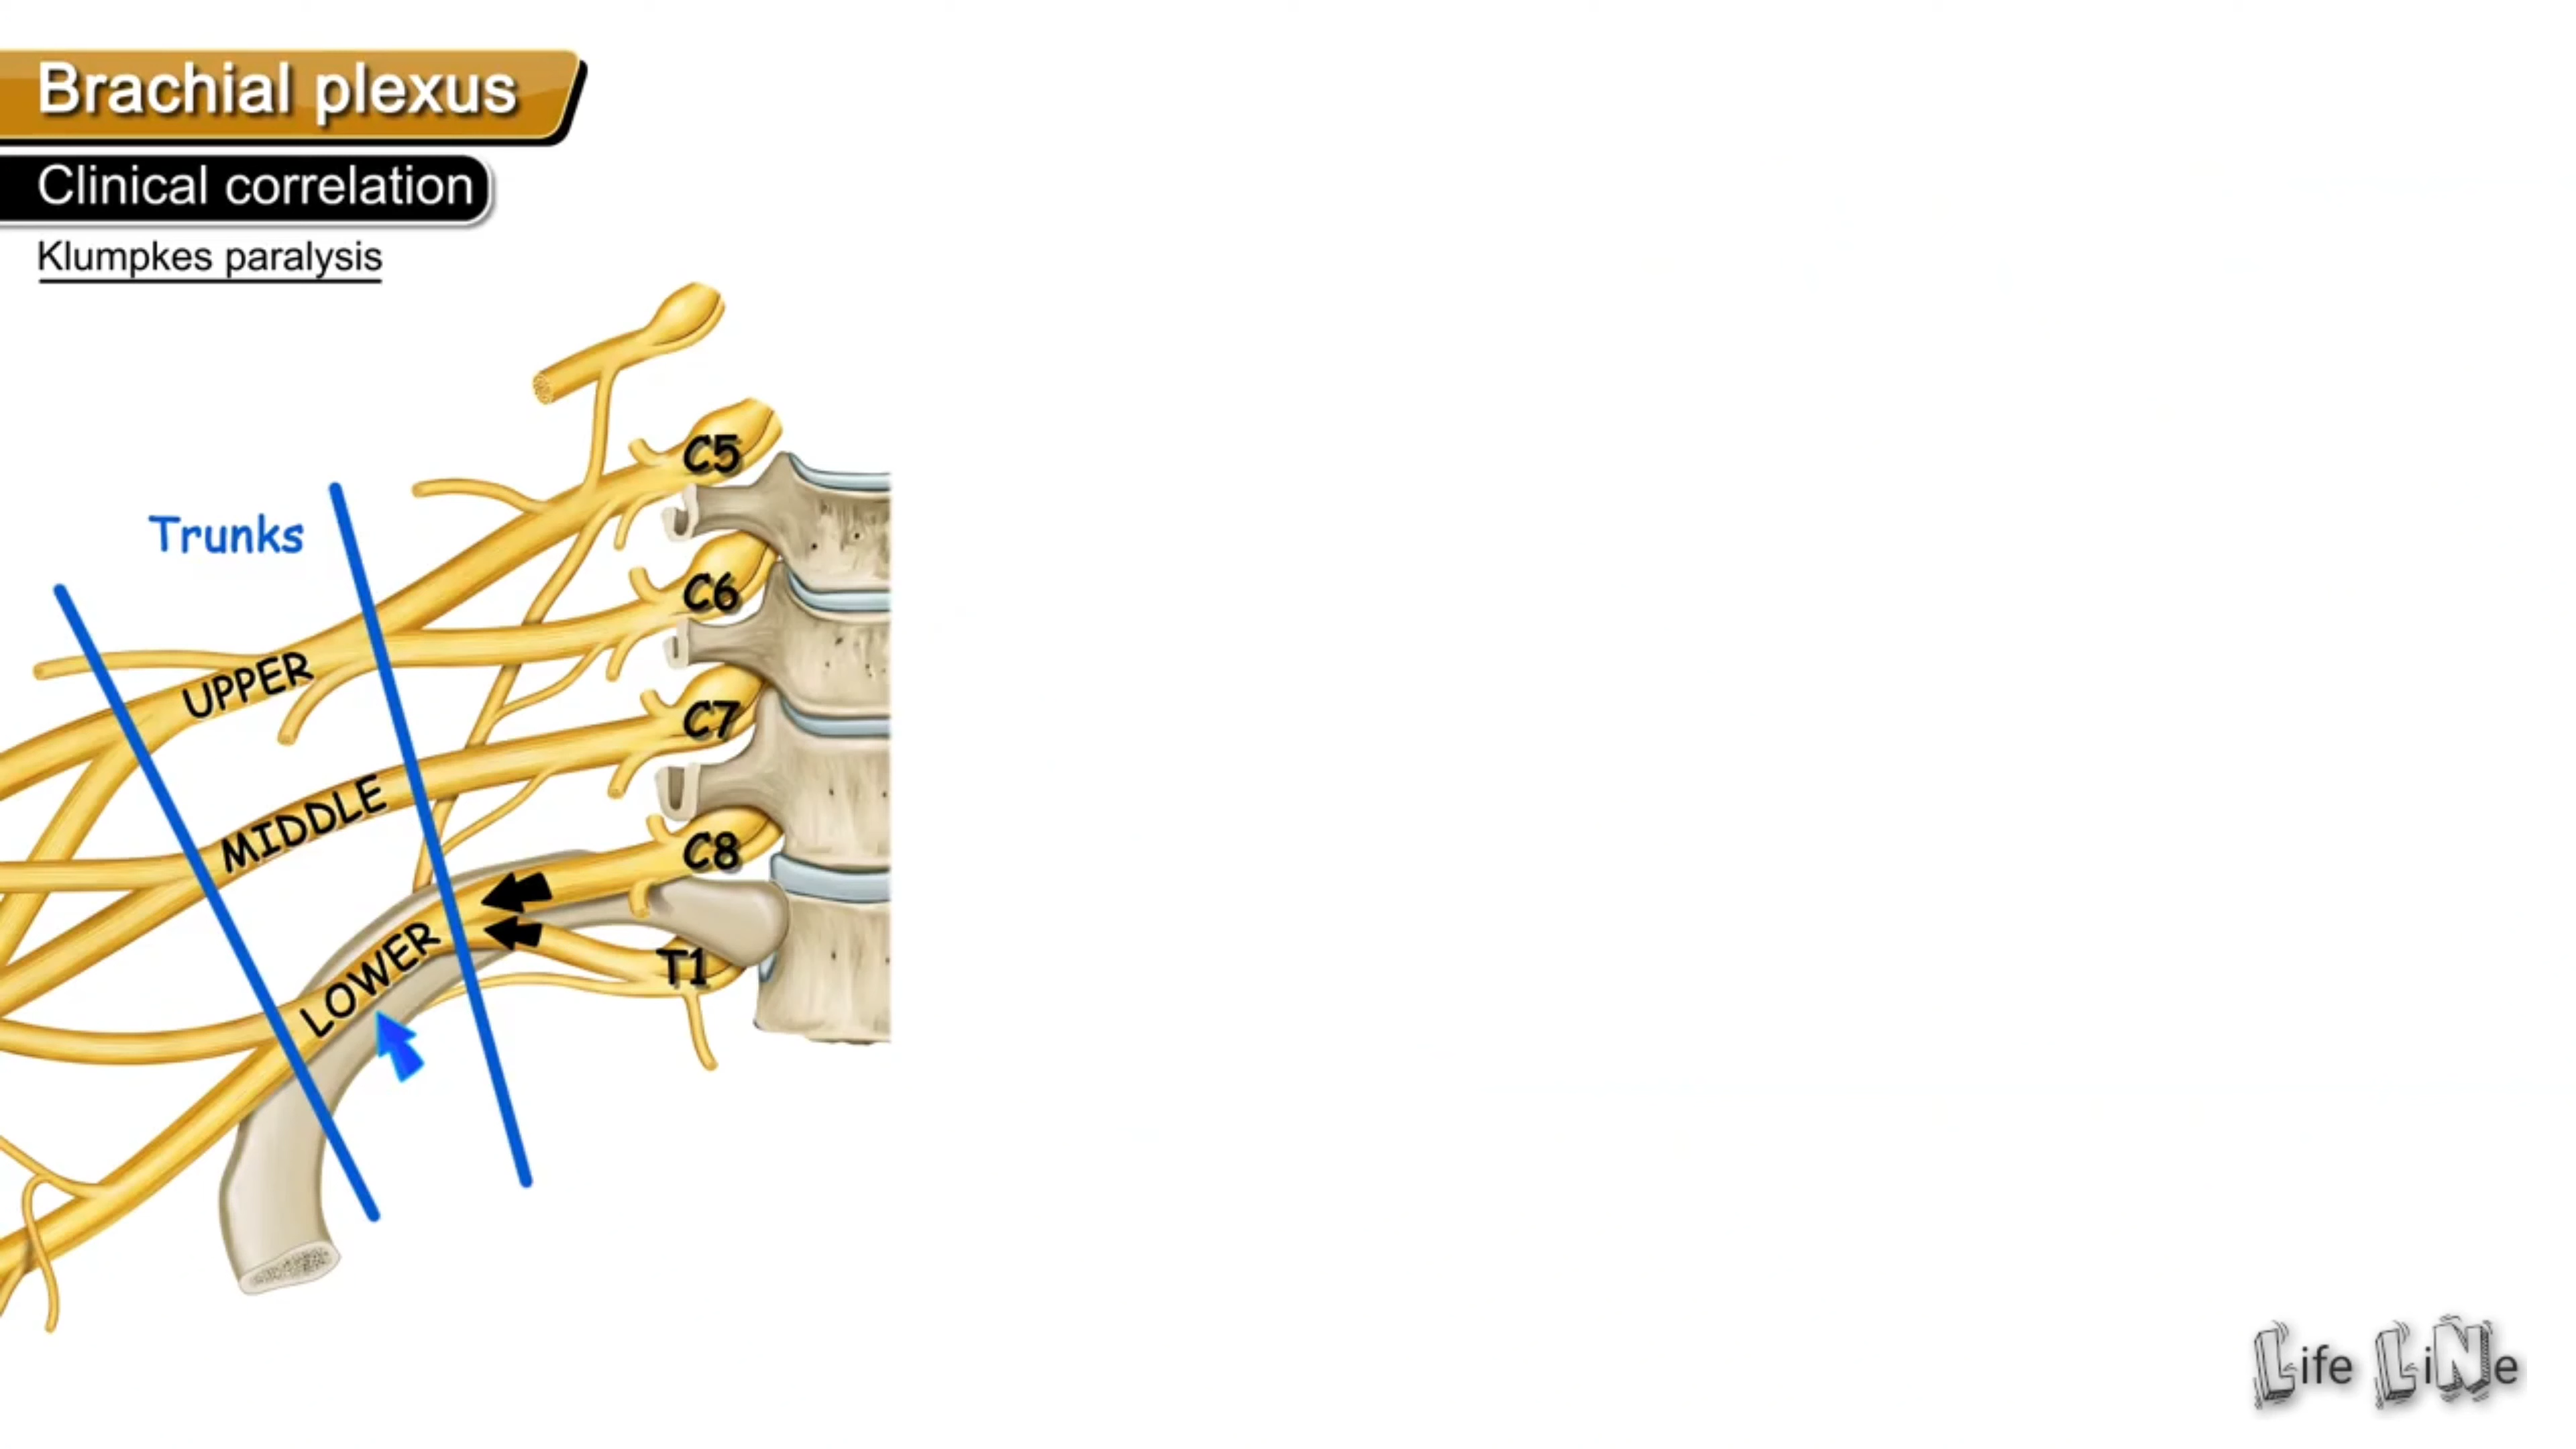 Brachial plexus
Clinical correlation
Klumpkes paralysis
C5
Trunks
C6
UPPER
C7
MIDDLE
C8
LOWER
T1
Life LiNe